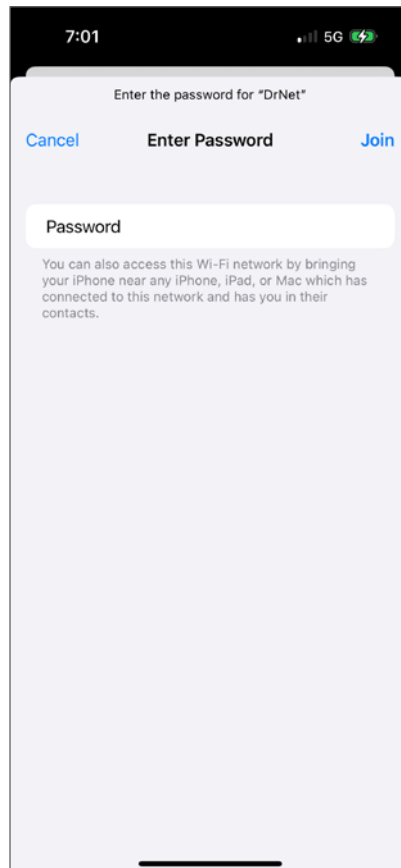 7:01 5G
Enter the password for “DrNet”
Cancel Enter Password Join
Password
You can also access this Wi-Fi network by bringing
your iPhone near any iPhone, iPad, or Mac which has
connected to this network and has you in their
contacts.